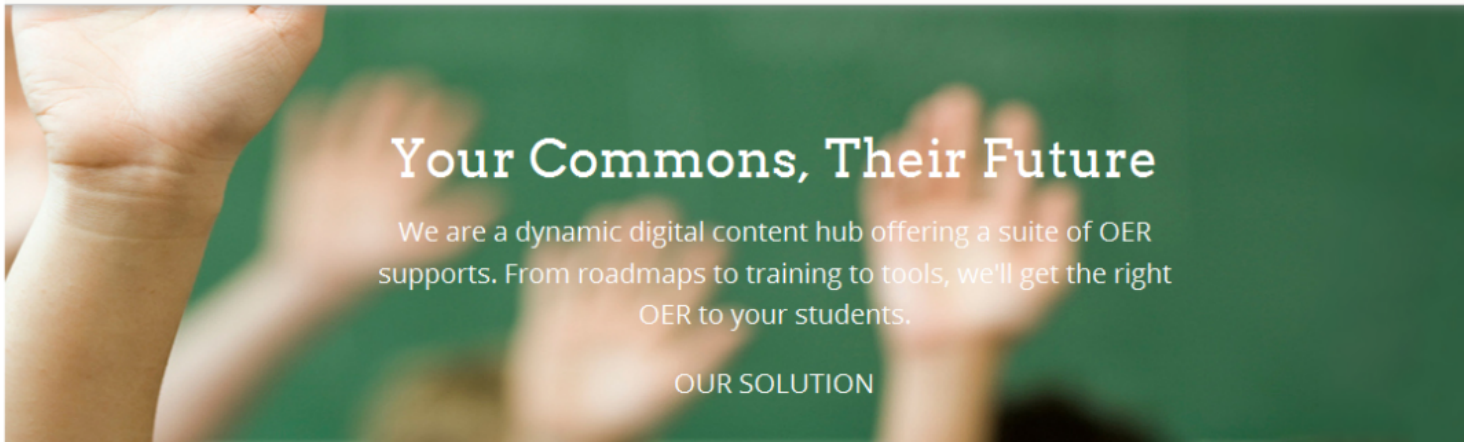 Your Commons, Their Future
We are a dynamic digital content hub offering a suite of OER
supports. From roadmaps to training to tools, we'll get the right
OER to your students.
OUR SOLUTION